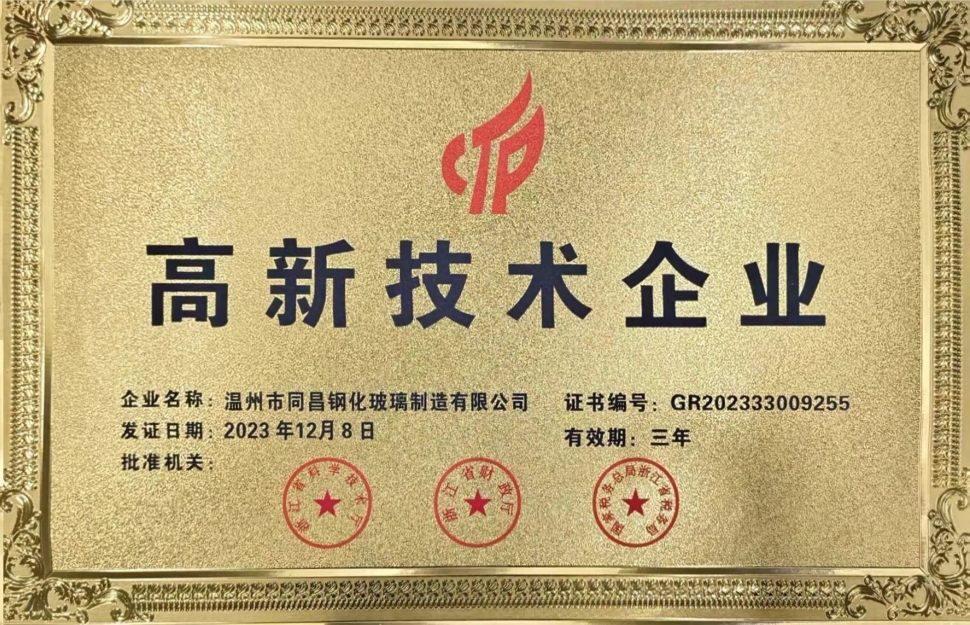 高新技术企业
企业名称：温州市同昌钢化玻璃制造有限公司
证书编号：GR202333009255
发证日期：2023年12月8日
有效期：三年
批准机关：
浙江省科学技术厅
浙江省财政厅
国家税务总局浙江省税务局